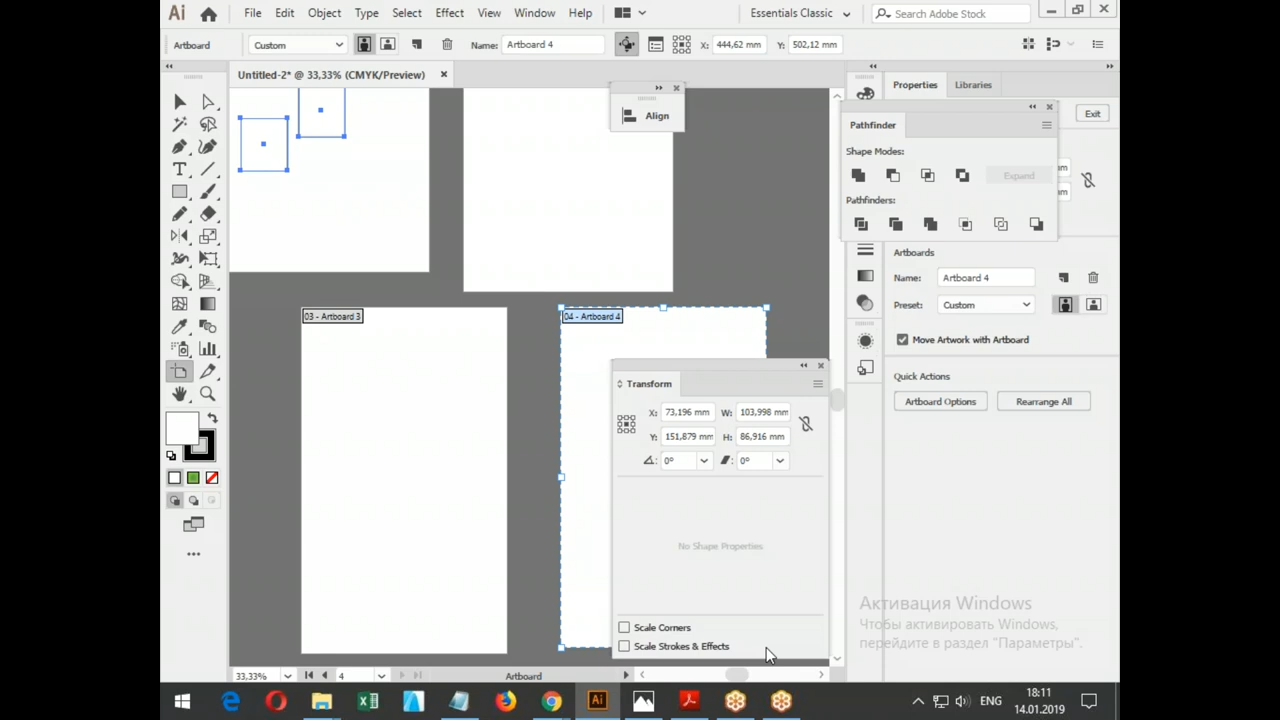 Ai File Edit Object Type Select Effect View Window Help Essentials Classic Search Adobe Stock
Artboard Custom Name: Artboard 4 X: 444,62 mm Y: 502,12 mm
Untitled-2* @ 33,33% (CMYK/Preview)
Align
Properties Libraries
Exit
Pathfinder
Shape Modes:
Expand
mm
mm
Pathfinders:
Artboards
Name: Artboard 4
Preset: Custom
Move Artwork with Artboard
Quick Actions
Artboard Options Rearrange All
03 - Artboard 3
04 - Artboard 4
Transform
X: 73,196 mm W: 103,998 mm
Y: 151,879 mm H: 86,916 mm
0° 0°
No Shape Properties
Scale Corners
Scale Strokes & Effects
Активация Windows
Чтобы активировать Windows,
перейдите в раздел "Параметры".
33,33% 4 Artboard
Ai ENG 18:11
14.01.2019